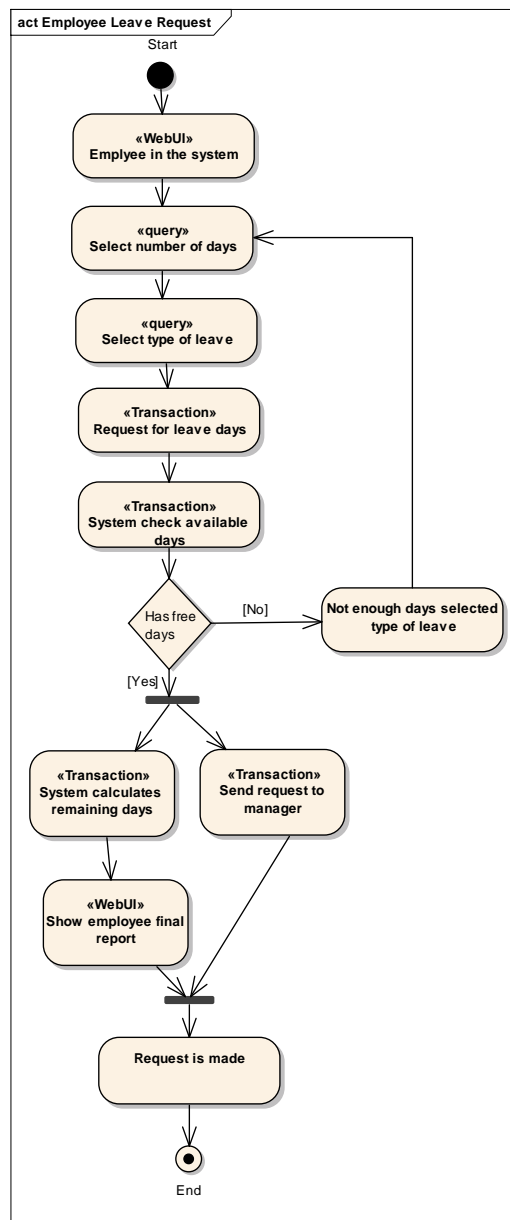 act Employee Leave Request
Start
«WebUI»
Emplyee in the system
«query»
Select number of days
«query»
Select type of leave
«Transaction»
Request for leave days
«Transaction»
System check available
days
Has free
days
[No]
Not enough days selected
type of leave
[Yes]
«Transaction»
System calculates
remaining days
«Transaction»
Send request to
manager
«WebUI»
Show employee final
report
Request is made
End